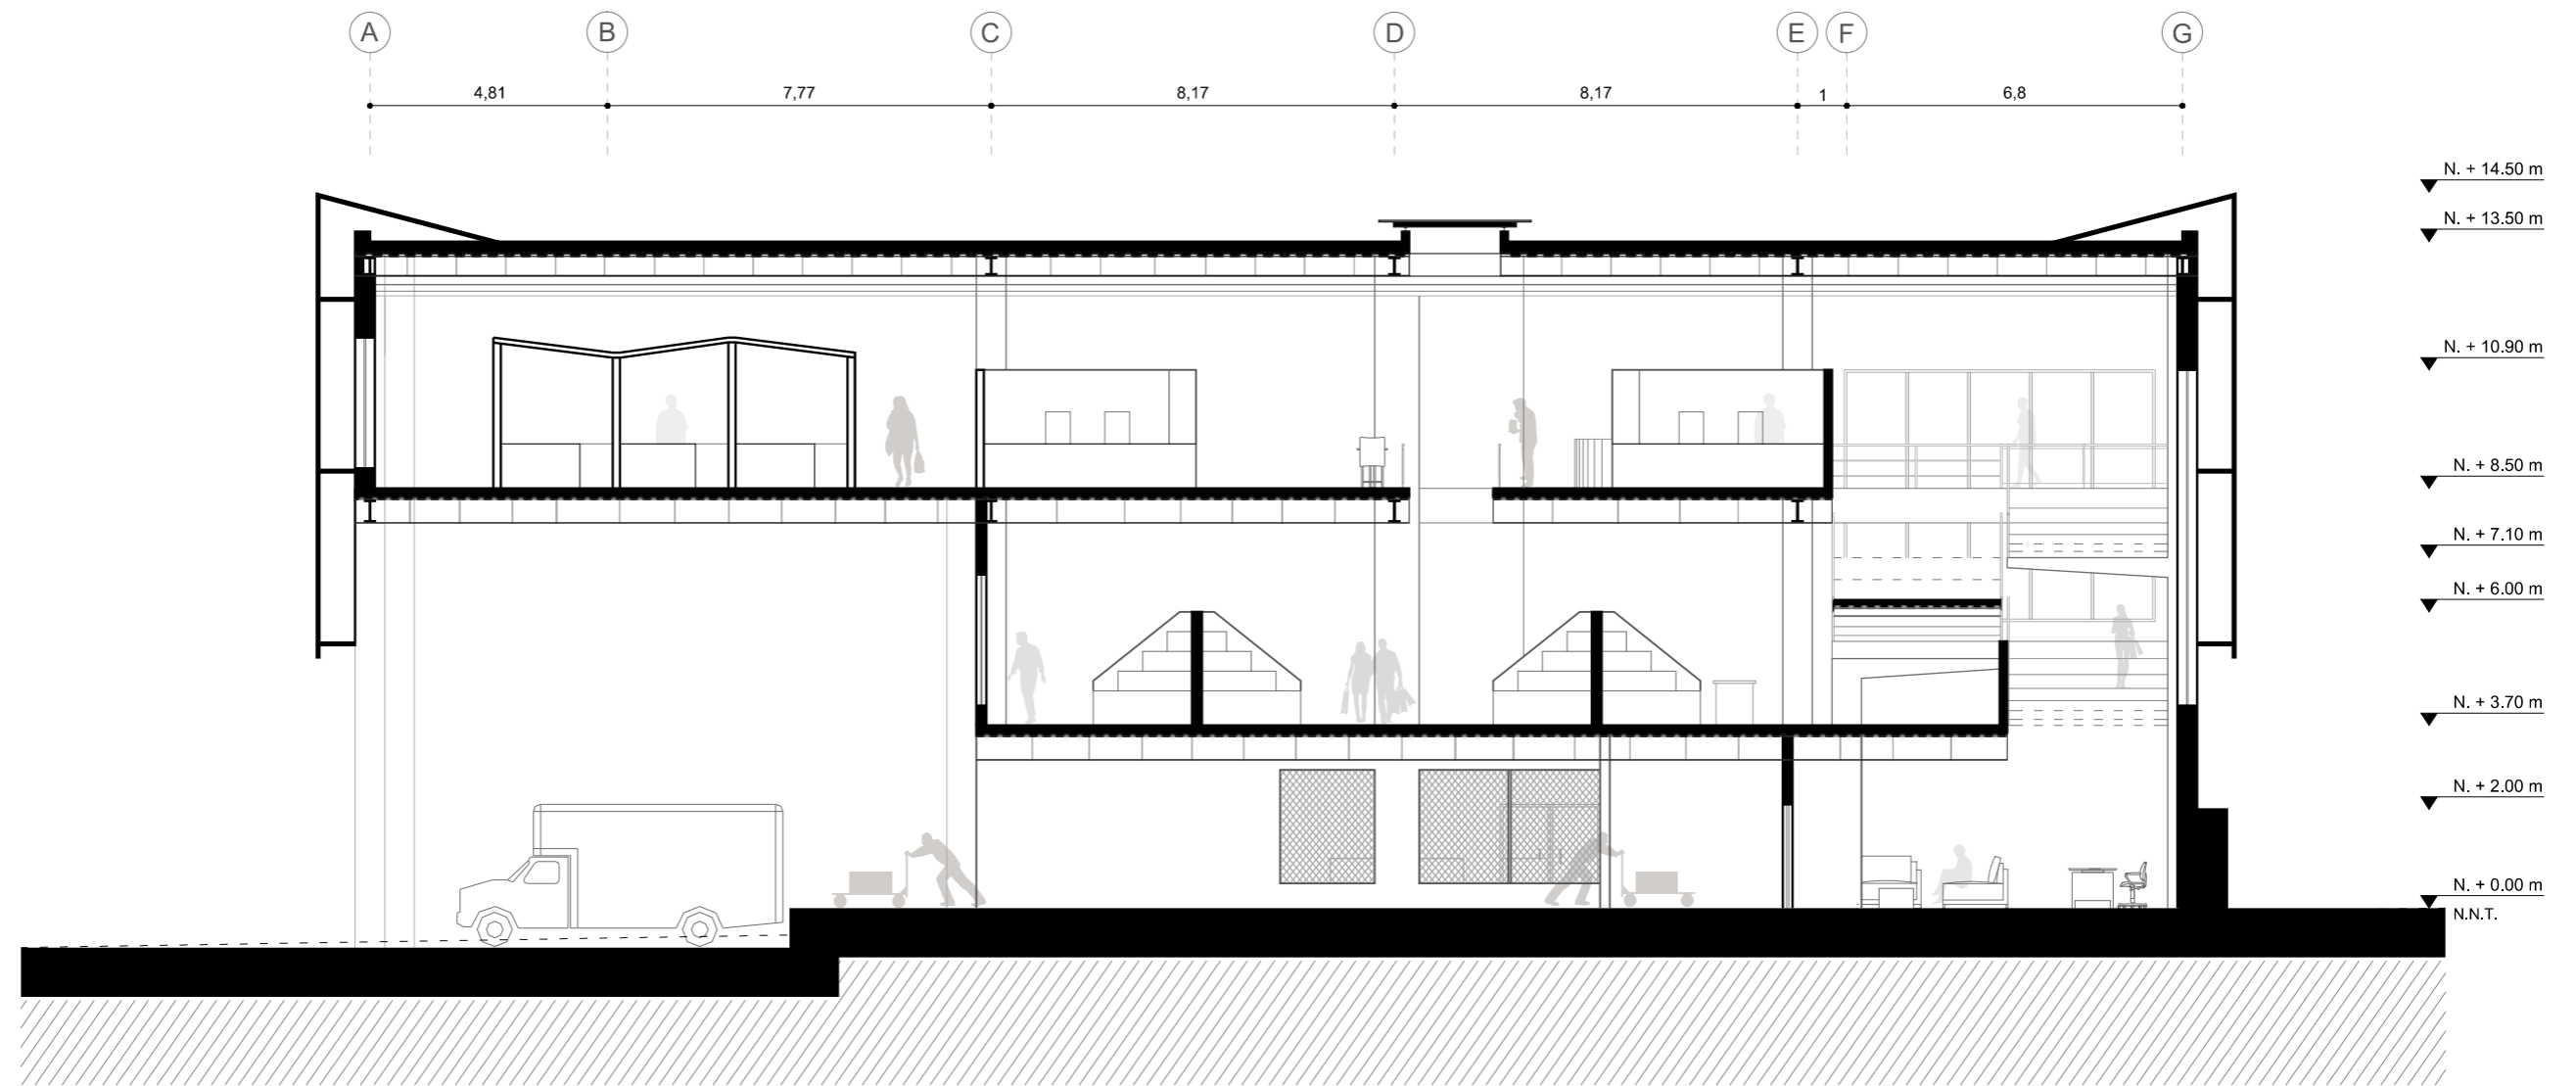 A B C D E F G
4,81 7,77 8,17 8,17 1 6,8
N. + 14.50 m
N. + 13.50 m
N. + 10.90 m
N. + 8.50 m
N. + 7.10 m
N. + 6.00 m
N. + 3.70 m
N. + 2.00 m
N. + 0.00 m
N.N.T.